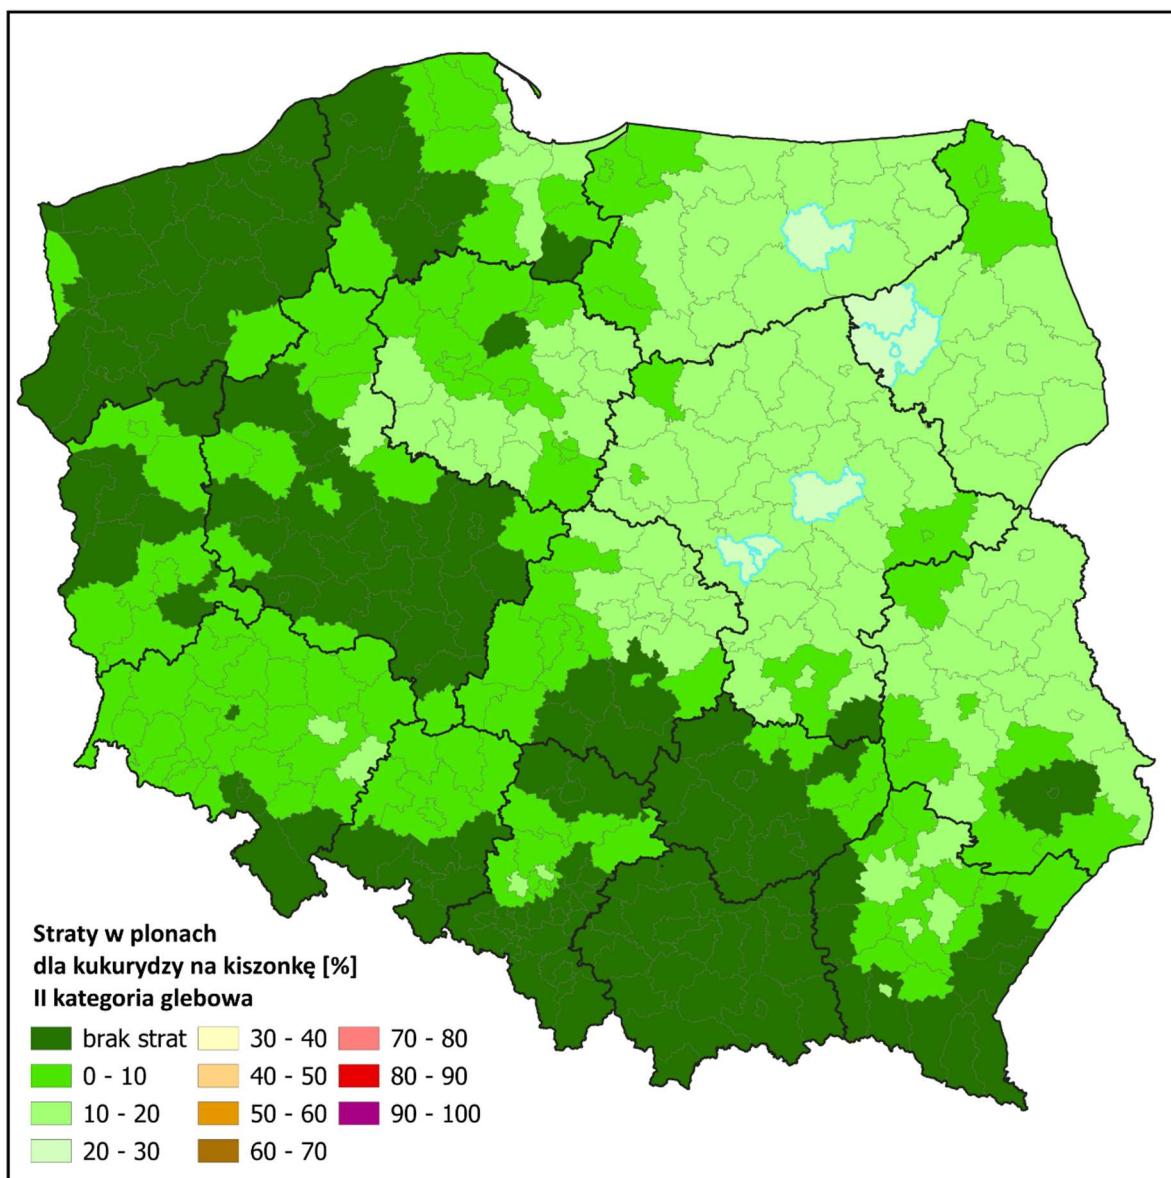 Straty w plonach
dla kukurydzy na kiszonkę [%]
II kategoria glebowa
brak strat
0 - 10
10 - 20
20 - 30
30 - 40
40 - 50
50 - 60
60 - 70
70 - 80
80 - 90
90 - 100